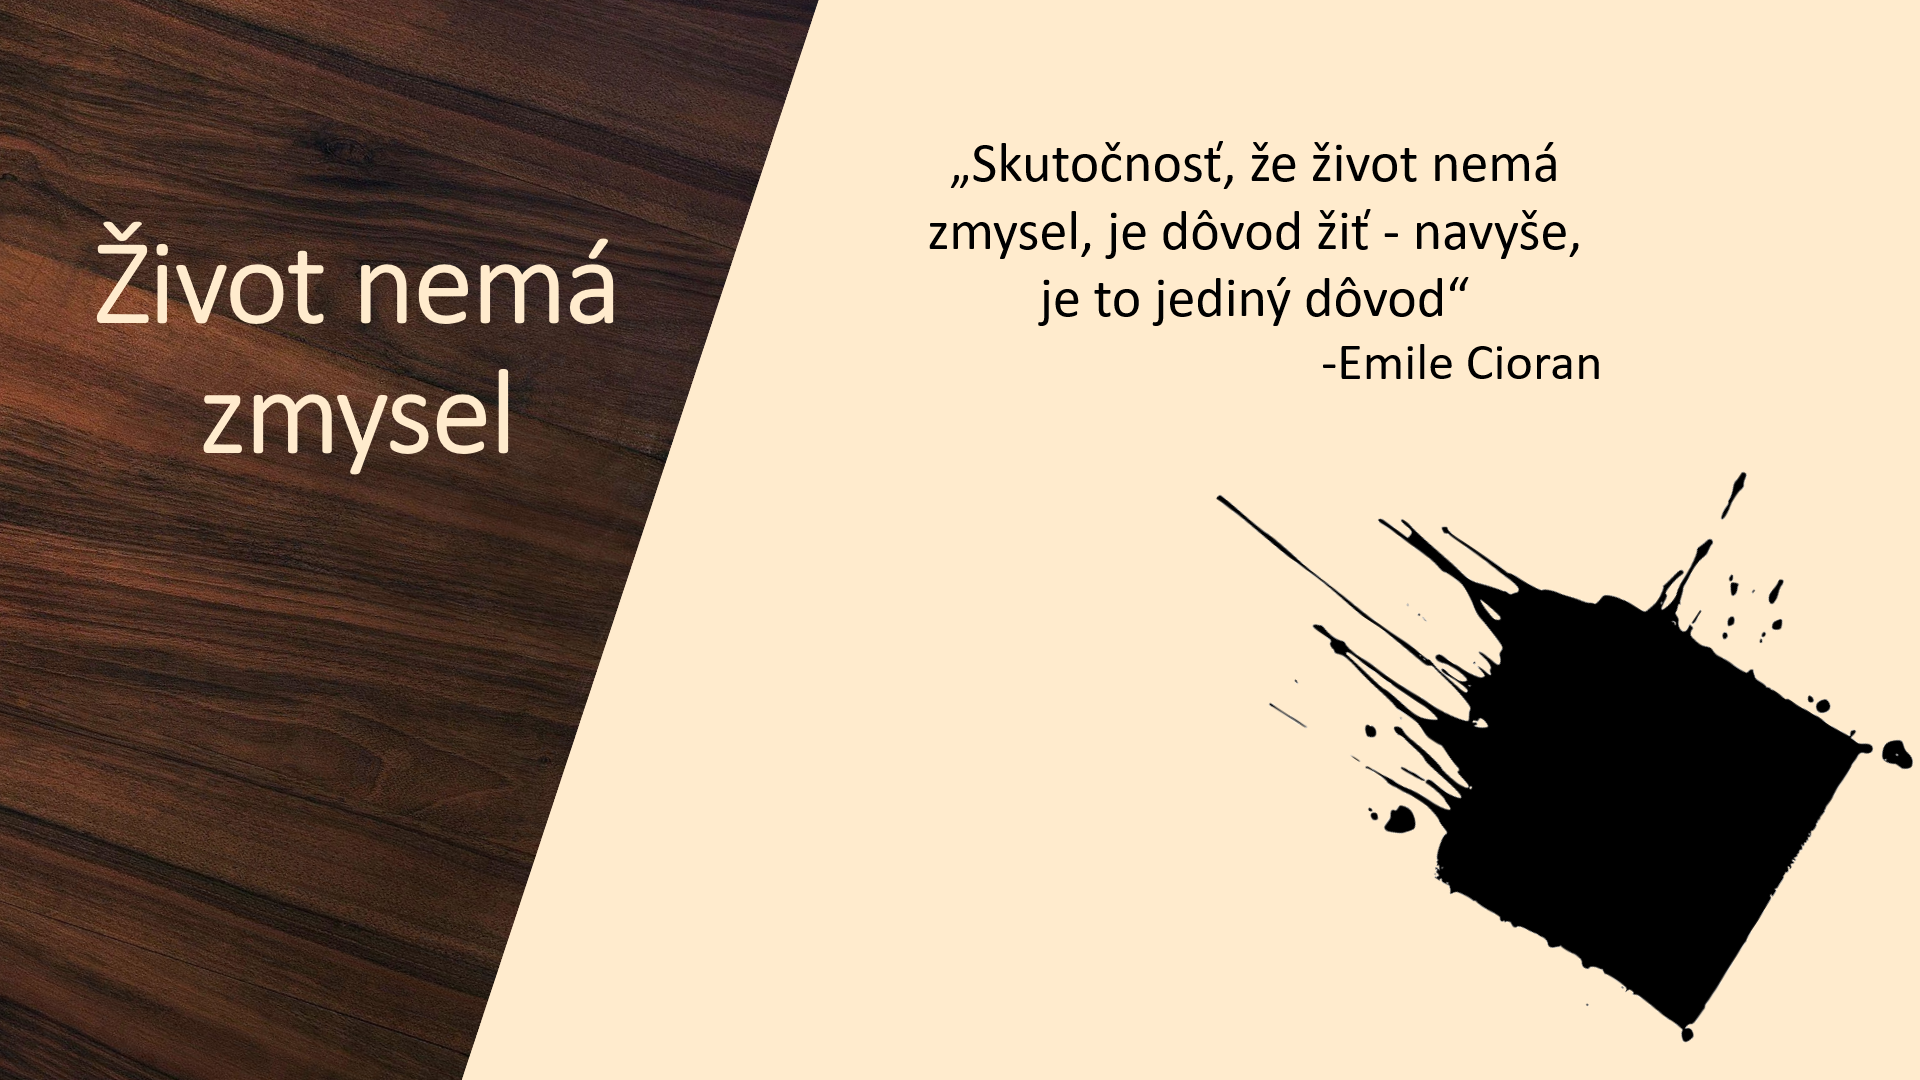 Život nemá
zmysel
„Skutočnosť, že život nemá
zmysel, je dôvod žiť - navyše,
je to jediný dôvod“
-Emile Cioran